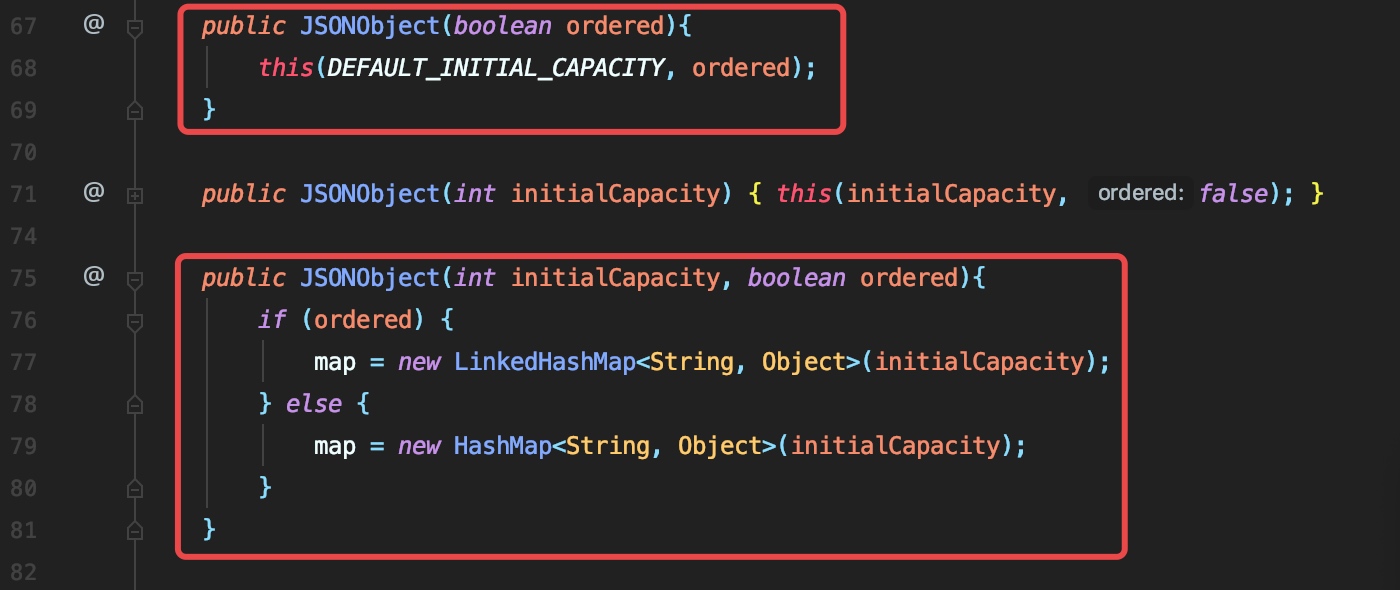 67 @ public JSONObject(boolean ordered){
68 this(DEFAULT_INITIAL_CAPACITY, ordered);
69 }
70
71 @ public JSONObject(int initialCapacity) { this(initialCapacity, ordered: false); }
74
75 @ public JSONObject(int initialCapacity, boolean ordered){
76 if (ordered) {
77 map = new LinkedHashMap<String, Object>(initialCapacity);
78 } else {
79 map = new HashMap<String, Object>(initialCapacity);
80 }
81 }
82